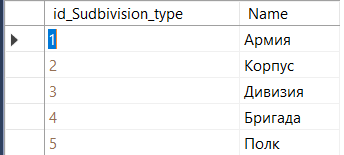 id_Sudbivision_type Name
1 Армия
2 Корпус
3 Дивизия
4 Бригада
5 Полк